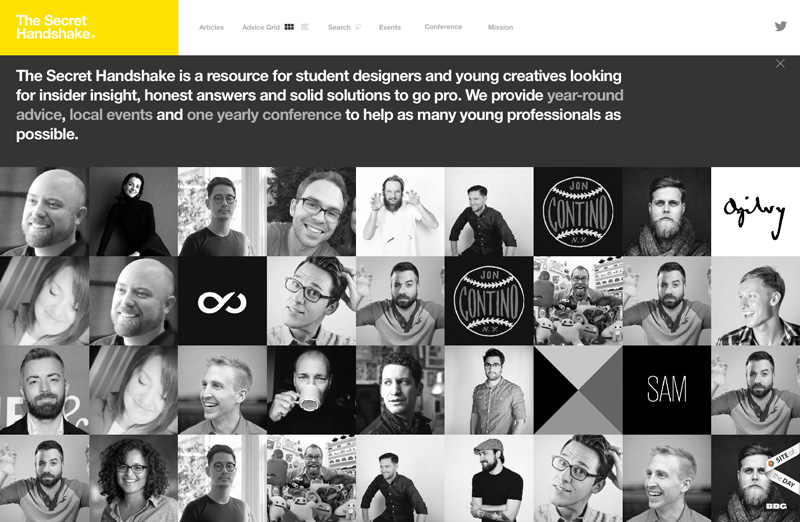 The Secret
Handshake®
Articles
Advice Grid
Search
Events
Conference
Mission
The Secret Handshake is a resource for student designers and young creatives looking
for insider insight, honest answers and solid solutions to go pro. We provide year-round
advice, local events and one yearly conference to help as many young professionals as
possible.
JON
CONTINO
N.Y.
Ogilvy
JON
CONTINO
N.Y.
&
SAM
SITE of
the DAY
BBG